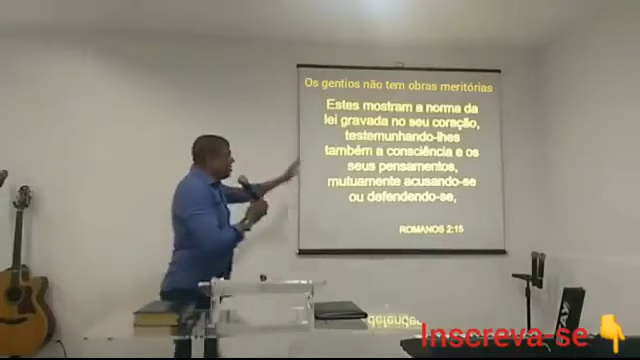 Os gentios não tem obras meritórias
Estes mostram a norma da
lei gravada no seu coração,
testemunhando-lhes
também a consciência e os
seus pensamentos,
mutuamente acusando-se
ou defendendo-se,
ROMANOS 2:15
Inscreva-se👇